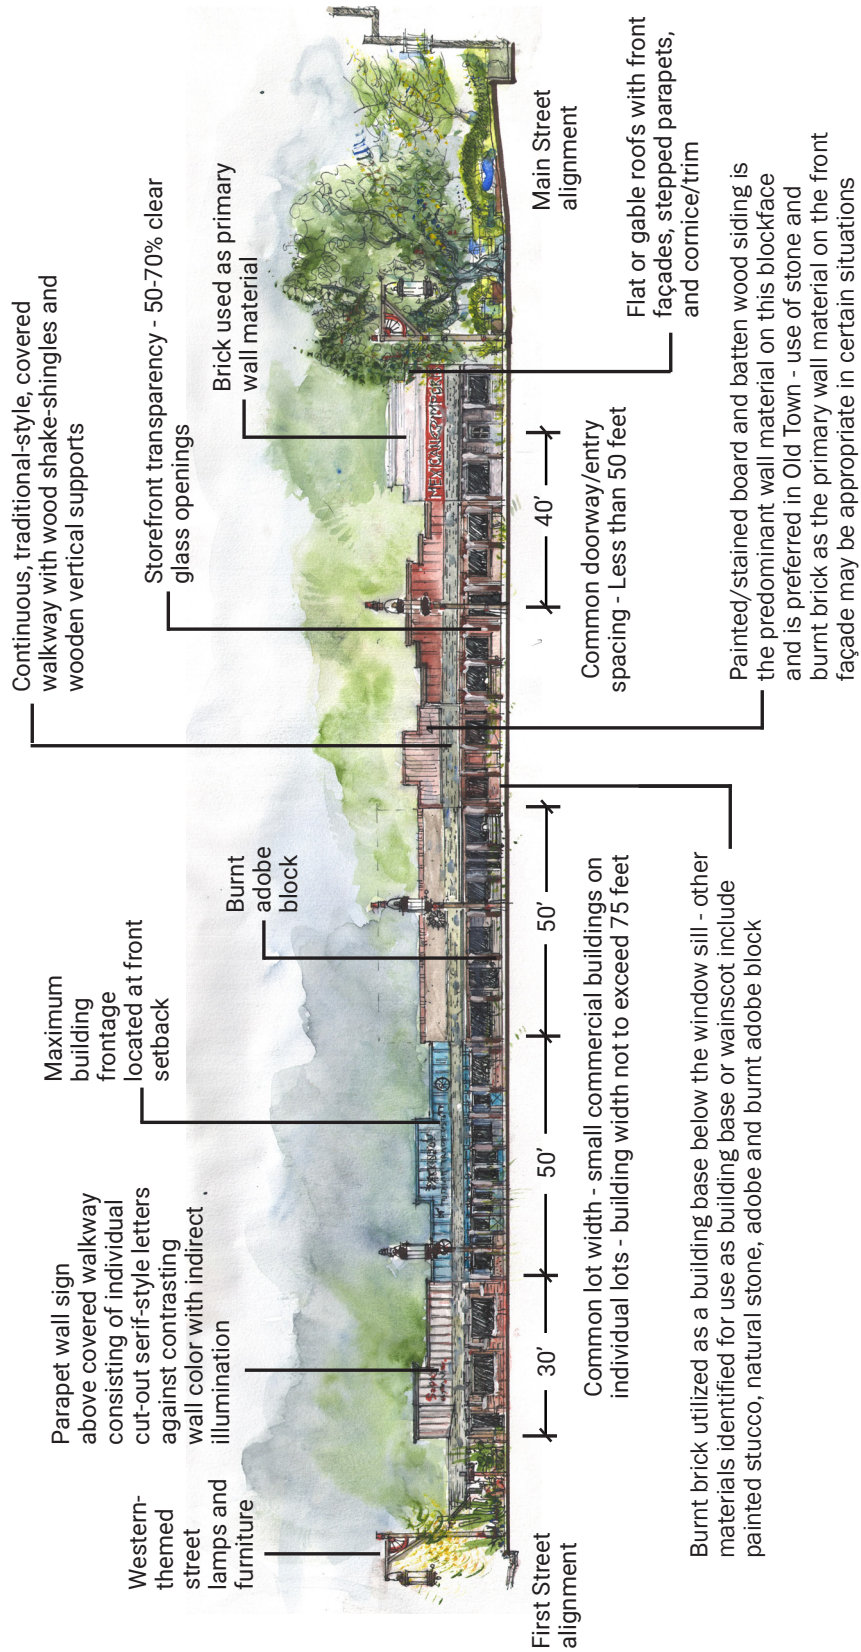 Western-
themed
street
lamps and
furniture
Parapet wall sign
above covered walkway
consisting of individual
cut-out serif-style letters
against contrasting
wall color with indirect
illumination
Maximum
building
frontage
located at front
setback
Burnt
adobe
block
Continuous, traditional-style, covered
walkway with wood shake-shingles and
wooden vertical supports
Storefront transparency - 50-70% clear
glass openings
Brick used as primary
wall material
MEXICAN IMPORTS
First Street
alignment
30’
50’
50’
40’
Main Street
alignment
Common lot width - small commercial buildings on
individual lots - building width not to exceed 75 feet
Common doorway/entry
spacing - Less than 50 feet
Flat or gable roofs with front
façades, stepped parapets,
and cornice/trim
Burnt brick utilized as a building base below the window sill - other
materials identified for use as building base or wainscot include
painted stucco, natural stone, adobe and burnt adobe block
Painted/stained board and batten wood siding is
the predominant wall material on this blockface
and is preferred in Old Town - use of stone and
burnt brick as the primary wall material on the front
façade may be appropriate in certain situations